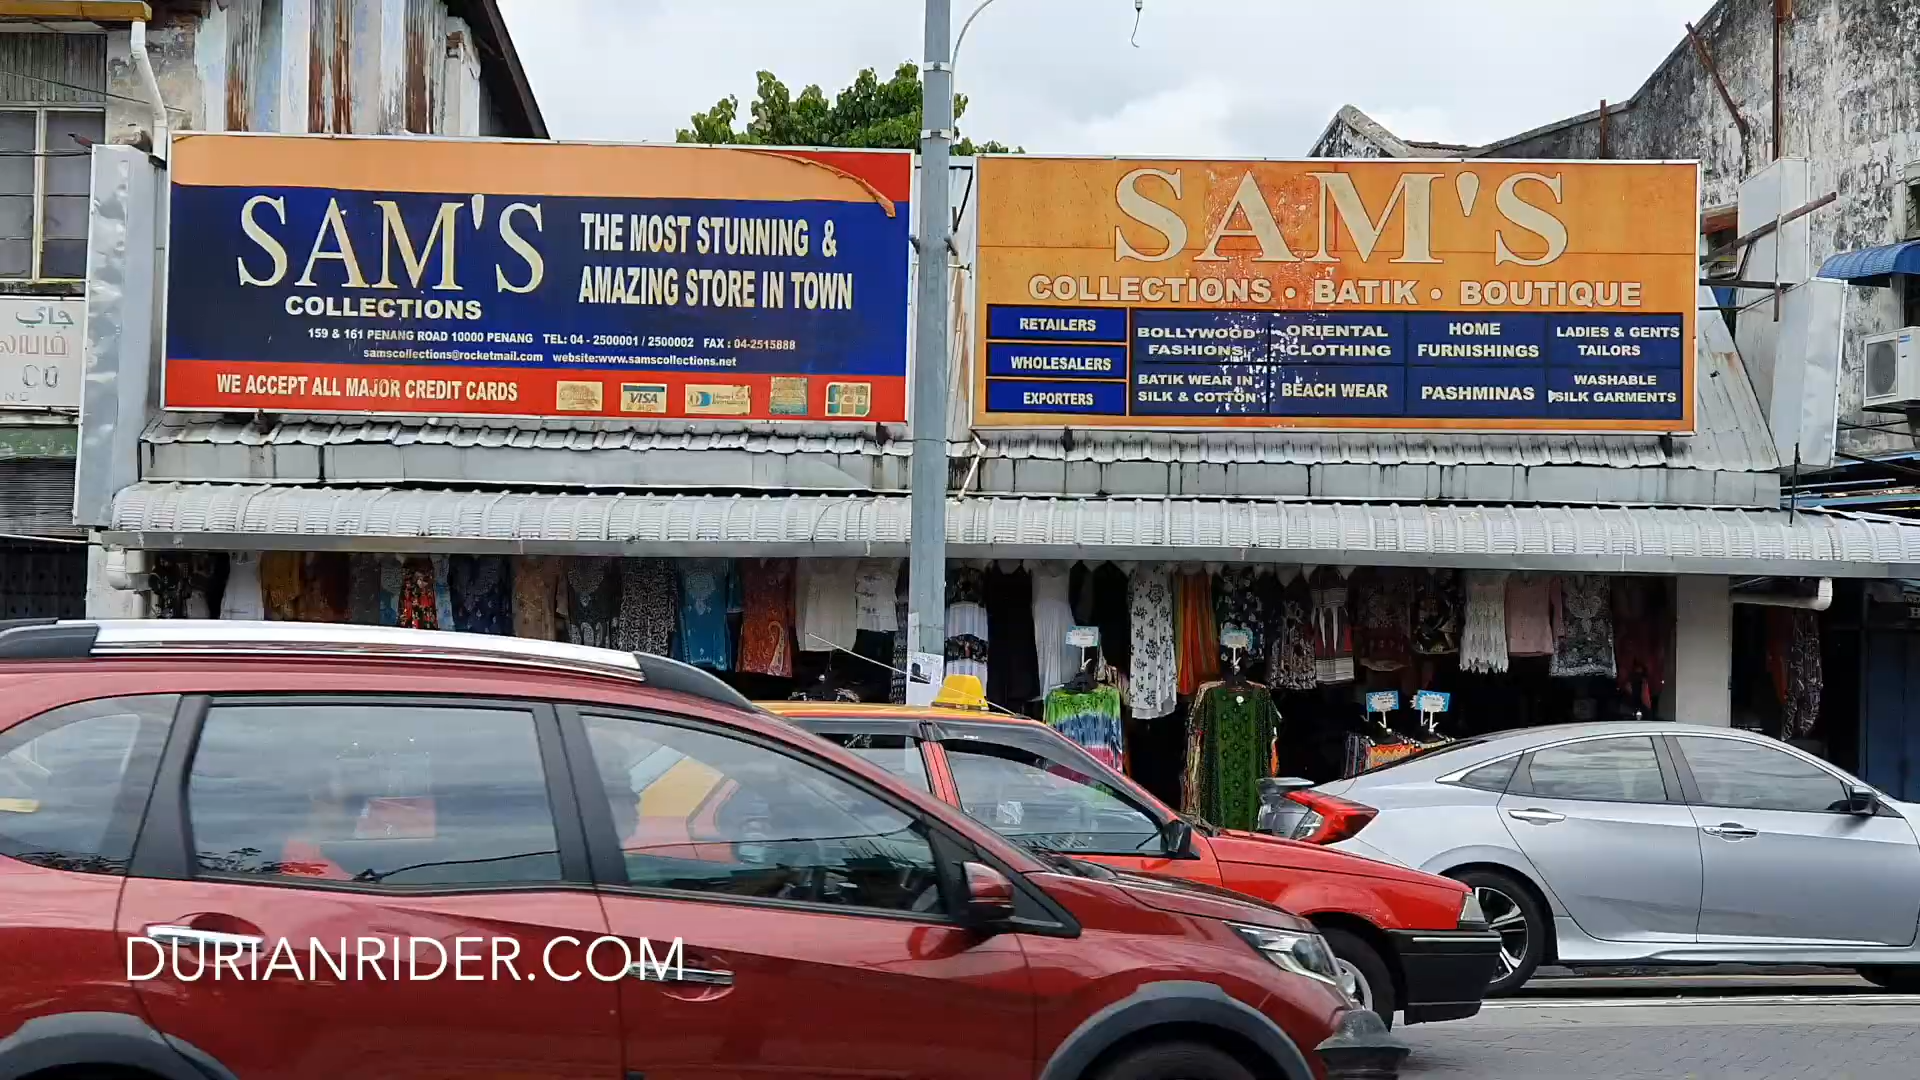 SAM'S
COLLECTIONS
THE MOST STUNNING &
AMAZING STORE IN TOWN
159 & 161 PENANG ROAD 10000 PENANG TEL: 04 - 2500001 / 2500002 FAX : 04-2515888
samscollections@rocketmail.com website:www.samscollections.net
WE ACCEPT ALL MAJOR CREDIT CARDS
VISA
SAM'S
COLLECTIONS • BATIK • BOUTIQUE
RETAILERS
WHOLESALERS
EXPORTERS
BOLLYWOOD
FASHIONS
ORIENTAL
CLOTHING
HOME
FURNISHINGS
LADIES & GENTS
TAILORS
BATIK WEAR IN
SILK & COTTON
BEACH WEAR
PASHMINAS
WASHABLE
SILK GARMENTS
جاي
CO
DURIANRIDER.COM